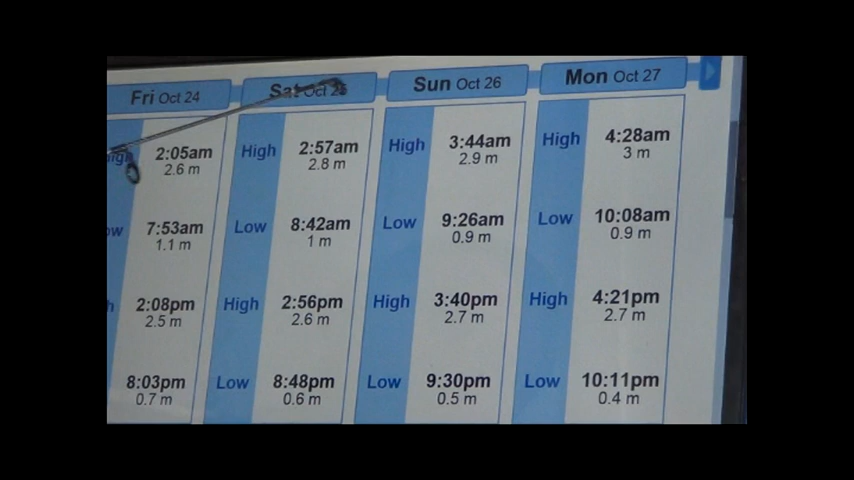 Fri Oct 24
Sat Oct 25
Sun Oct 26
Mon Oct 27
High 2:05am
2.6 m
High 2:57am
2.8 m
High 3:44am
2.9 m
High 4:28am
3 m
ow 7:53am
1.1 m
Low 8:42am
1 m
Low 9:26am
0.9 m
Low 10:08am
0.9 m
h 2:08pm
2.5 m
High 2:56pm
2.6 m
High 3:40pm
2.7 m
High 4:21pm
2.7 m
8:03pm
0.7 m
Low 8:48pm
0.6 m
Low 9:30pm
0.5 m
Low 10:11pm
0.4 m